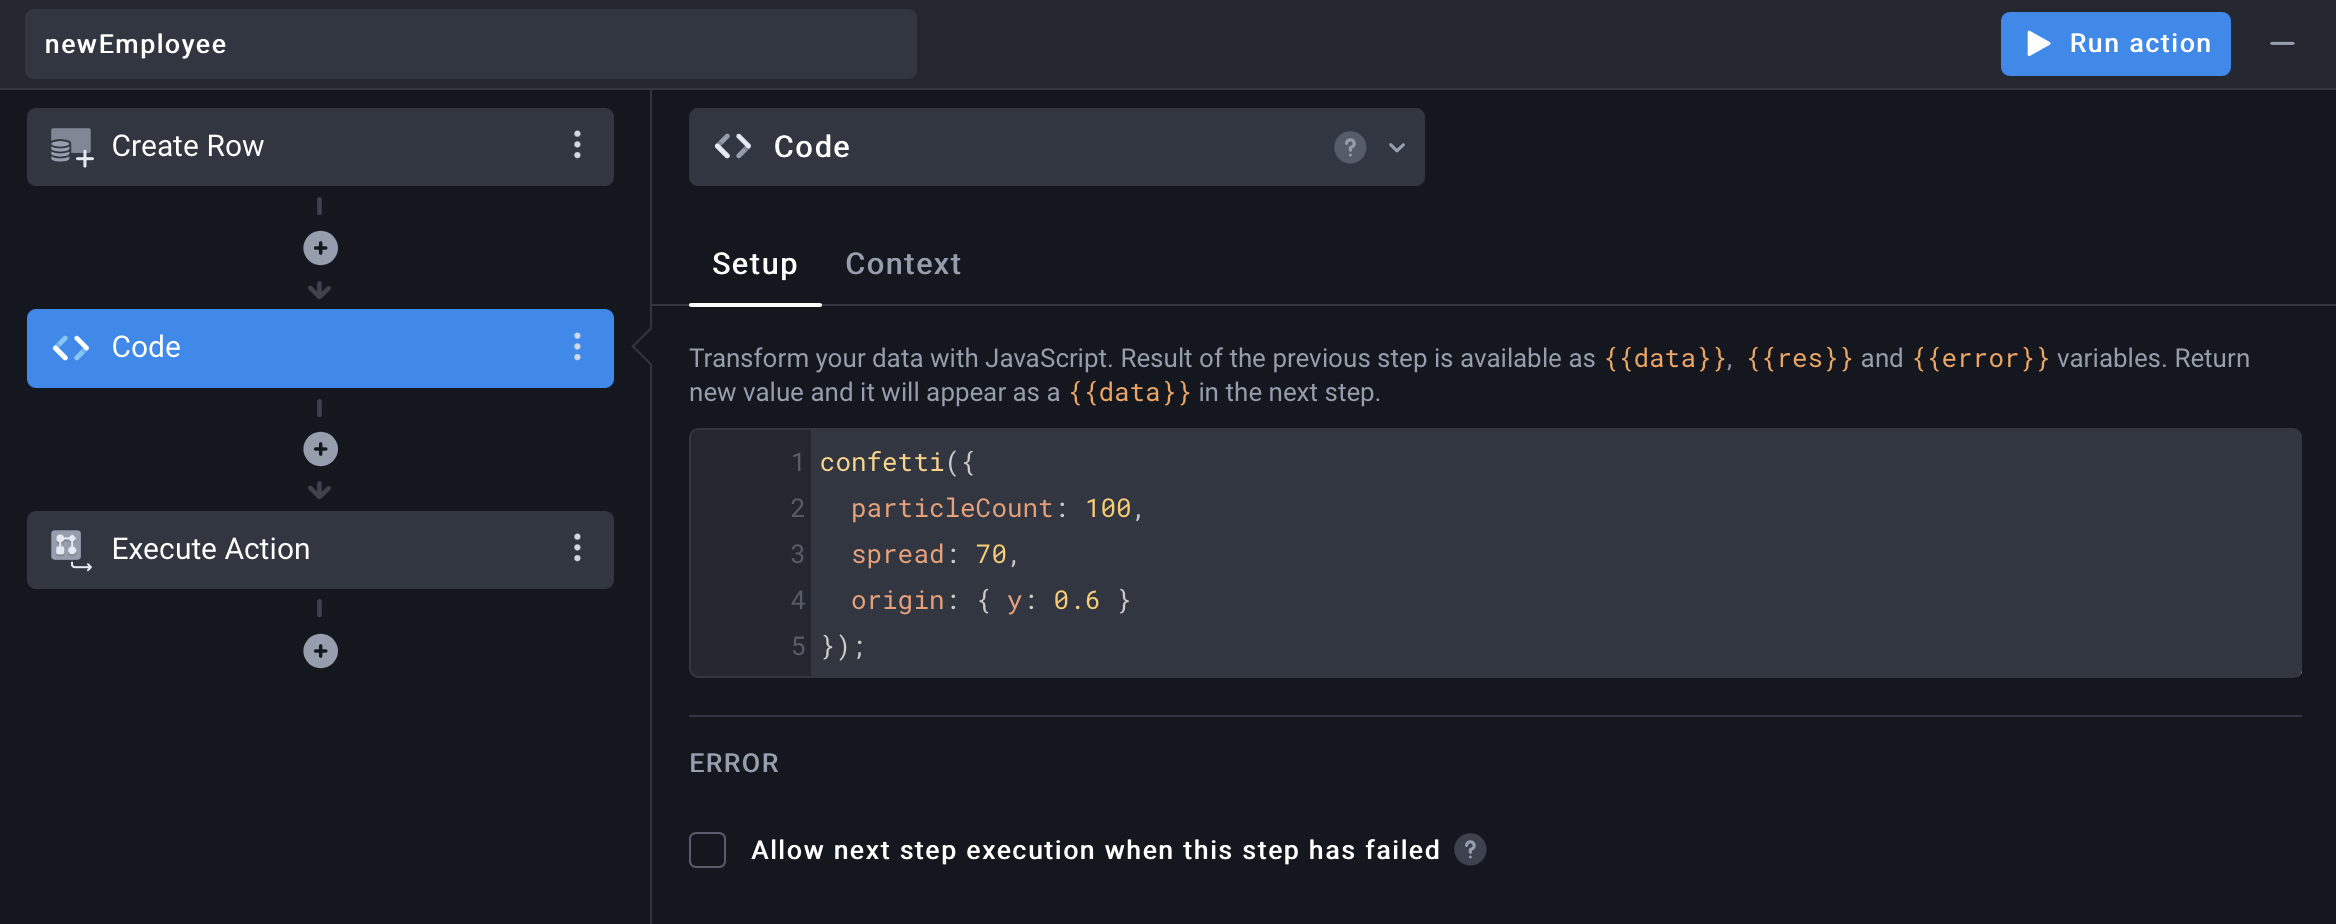 newEmployee
Run action
Create Row
Code
Execute Action
Code
?
Setup Context
Transform your data with JavaScript. Result of the previous step is available as {{data}}, {{res}} and {{error}} variables. Return
new value and it will appear as a {{data}} in the next step.
1 confetti({
2   particleCount: 100,
3   spread: 70,
4   origin: { y: 0.6 }
5 });
ERROR
Allow next step execution when this step has failed ?